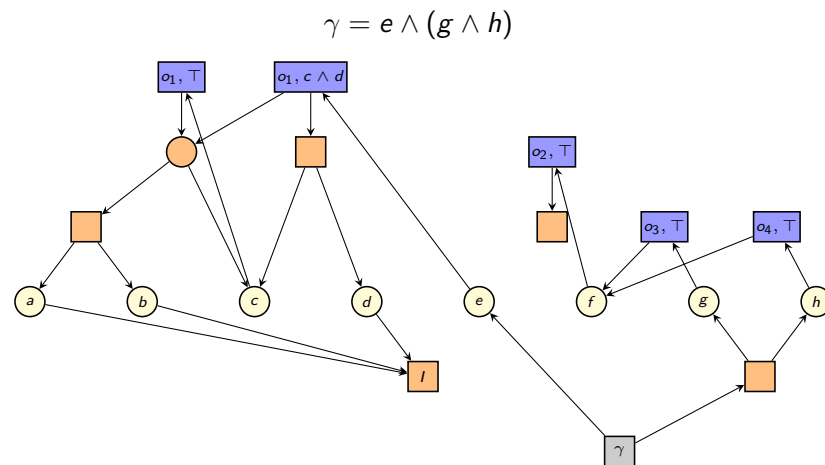 γ = e ∧ (g ∧ h)
o₁, ⊤
o₁, c ∧ d
o₂, ⊤
o₃, ⊤
o₄, ⊤
a
b
c
d
e
f
g
h
I
γ